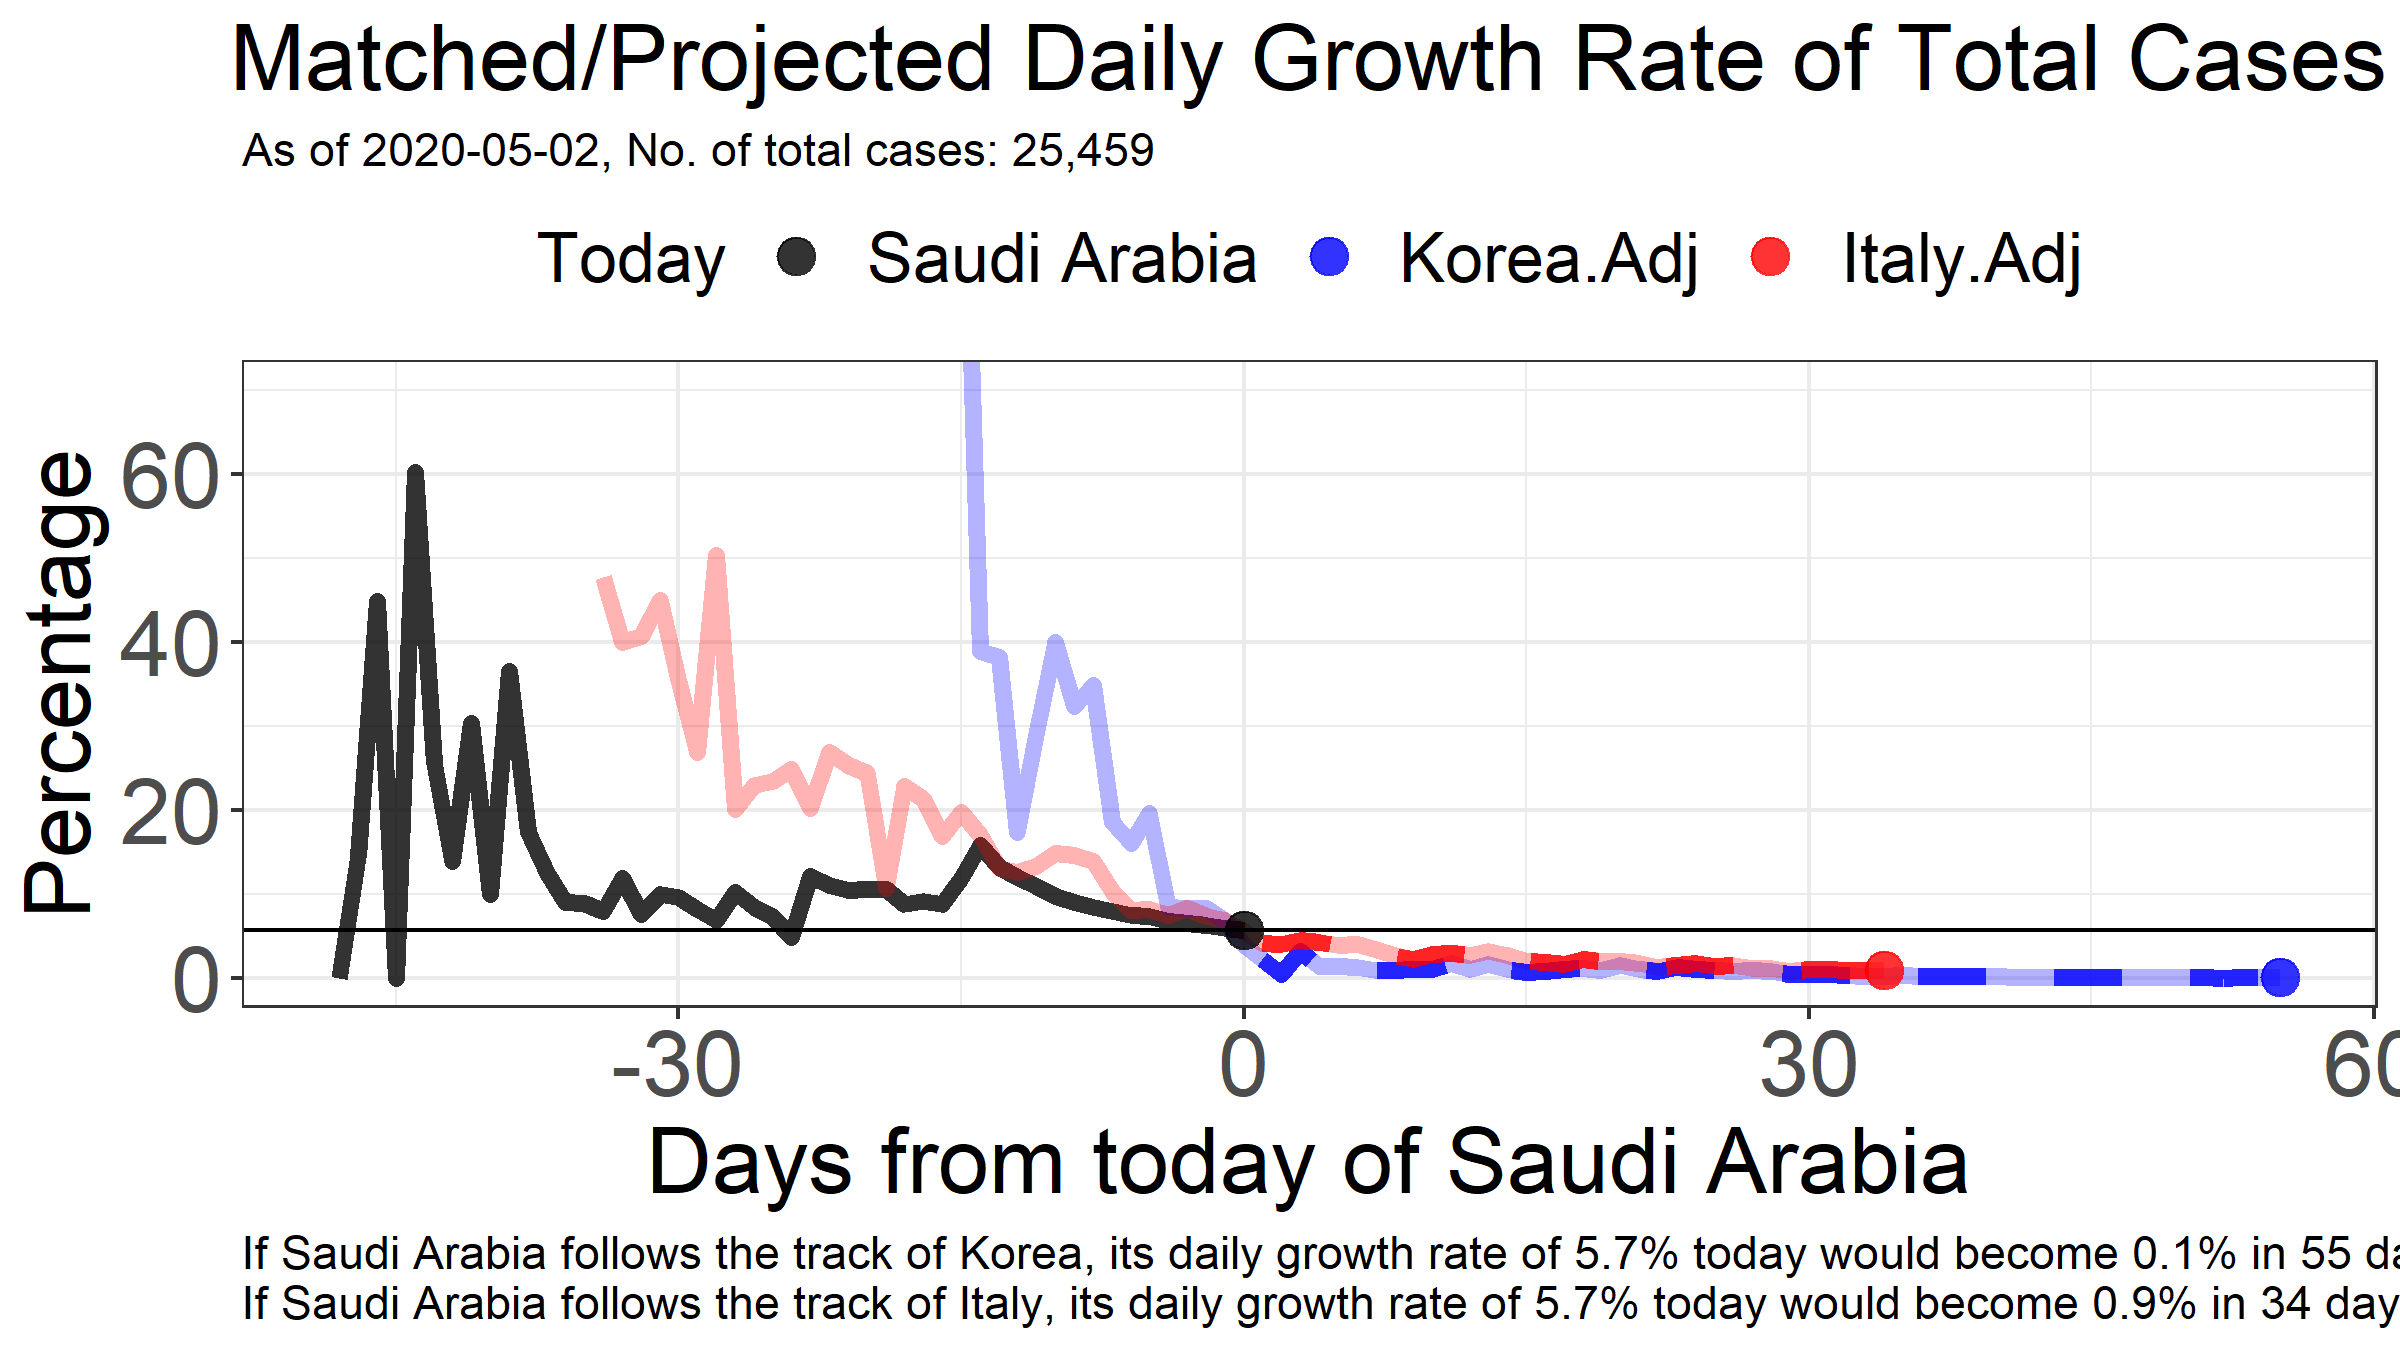 Matched/Projected Daily Growth Rate of Total Cases
As of 2020-05-02, No. of total cases: 25,459
Today Saudi Arabia Korea.Adj Italy.Adj
Percentage
60
40
20
0
-30 0 30 60
Days from today of Saudi Arabia
If Saudi Arabia follows the track of Korea, its daily growth rate of 5.7% today would become 0.1% in 55 da
If Saudi Arabia follows the track of Italy, its daily growth rate of 5.7% today would become 0.9% in 34 day